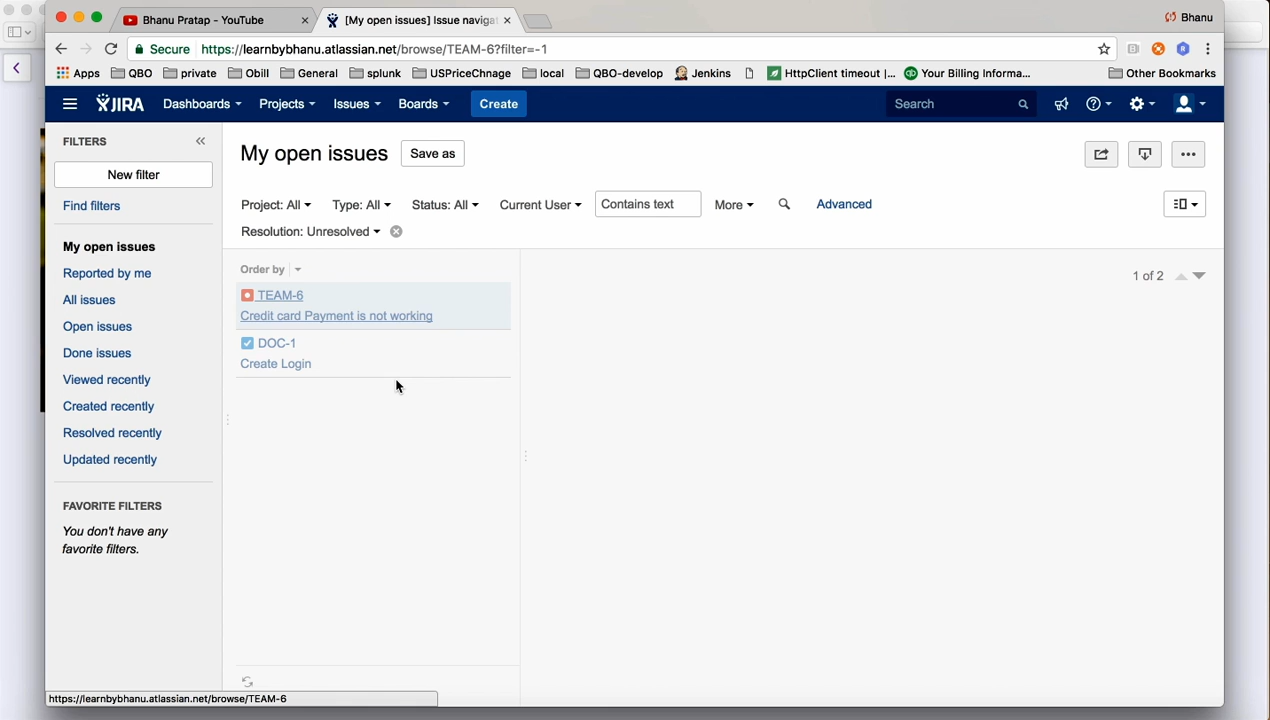 Bhanu Pratap - YouTube
[My open issues] Issue naviga
Bhanu
Secure https://learnbybhanu.atlassian.net/browse/TEAM-6?filter=-1
Apps QBO private Obill General splunk USPriceChnage local QBO-develop Jenkins HttpClient timeout |... Your Billing Informa... Other Bookmarks
JIRA Dashboards Projects Issues Boards Create Search
FILTERS
New filter
Find filters
My open issues
Reported by me
All issues
Open issues
Done issues
Viewed recently
Created recently
Resolved recently
Updated recently
FAVORITE FILTERS
You don't have any
favorite filters.
My open issues Save as
Project: All Type: All Status: All Current User Contains text More Advanced
Resolution: Unresolved
Order by
TEAM-6
Credit card Payment is not working
DOC-1
Create Login
1 of 2
https://learnbybhanu.atlassian.net/browse/TEAM-6